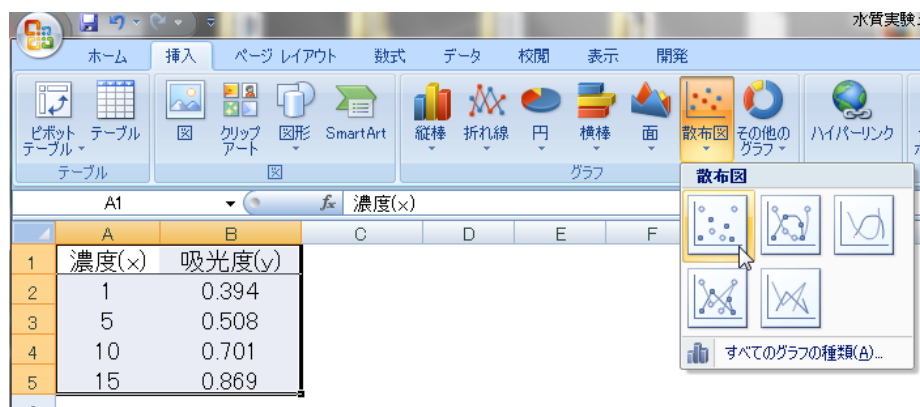 水質実験
ホーム 挿入 ページ レイアウト 数式 データ 校閲 表示 開発
ピボットテーブル テーブル 図 クリップアート 図形 SmartArt 縦棒 折れ線 円 横棒 面 散布図 その他のグラフ ハイパーリンク
テーブル 図 グラフ
散布図
A1 fx 濃度(x)
A B C D E F
1 濃度(x) 吸光度(y)
2 1 0.394
3 5 0.508
4 10 0.701
5 15 0.869
すべてのグラフの種類(A)...